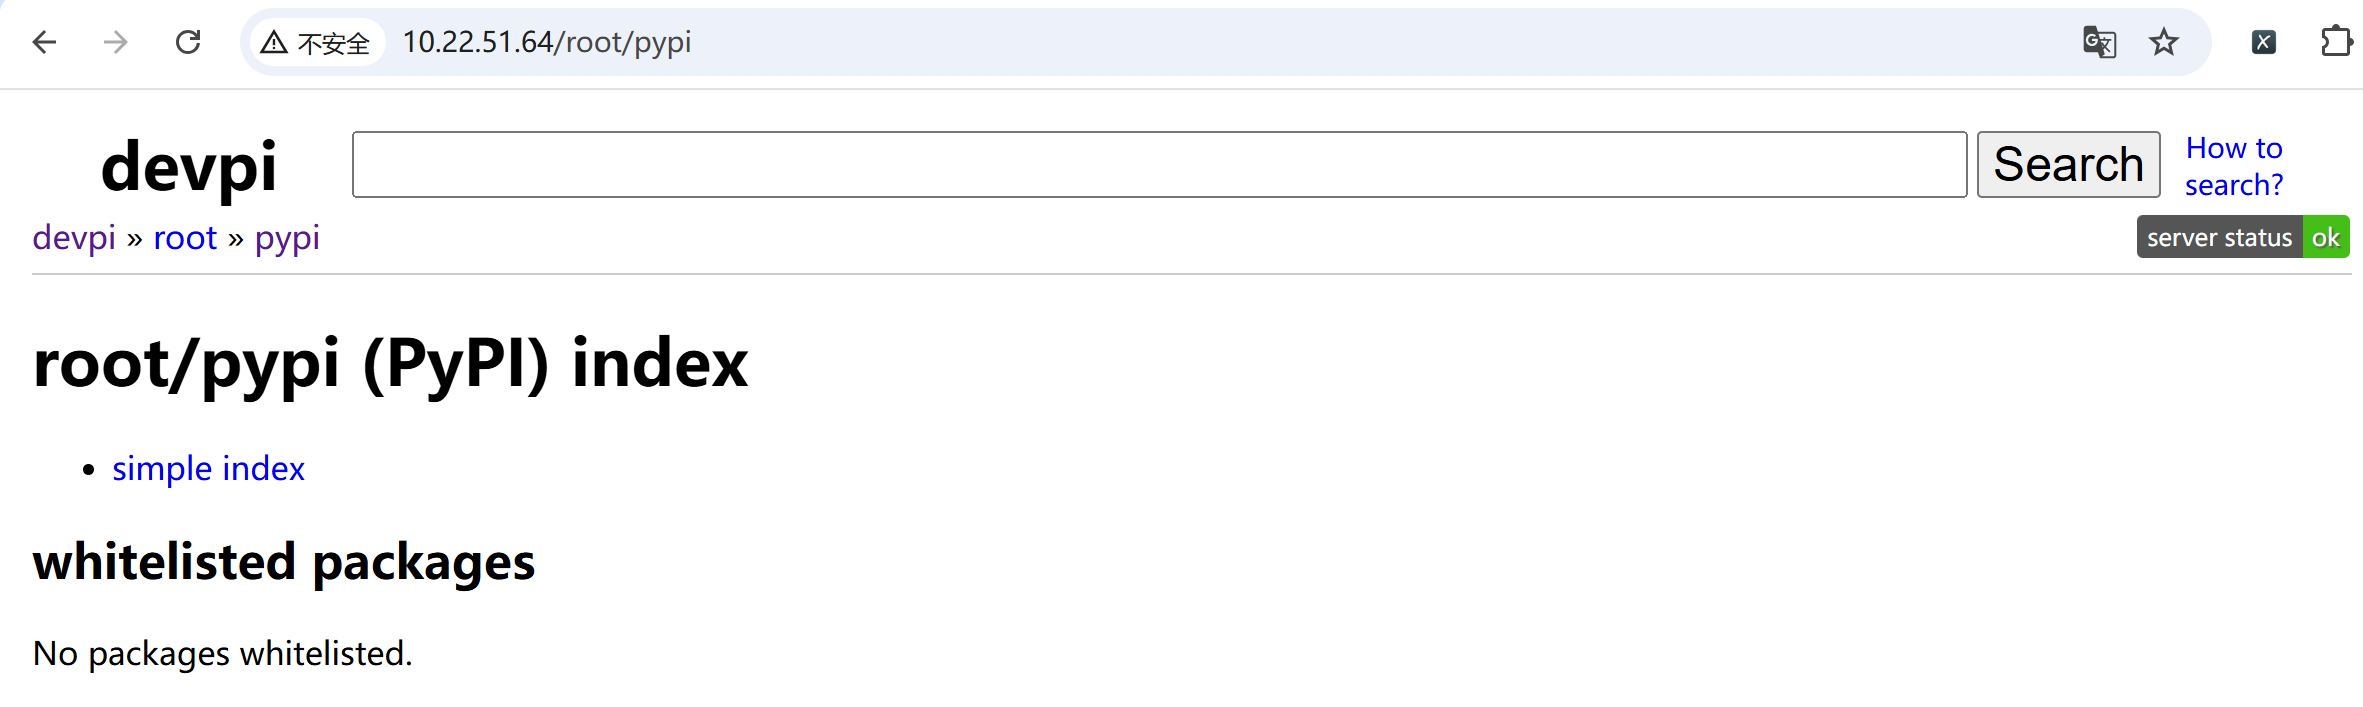 不安全 10.22.51.64/root/pypi
devpi Search How to search?
devpi » root » pypi server status ok
root/pypi (PyPI) index
• simple index
whitelisted packages
No packages whitelisted.